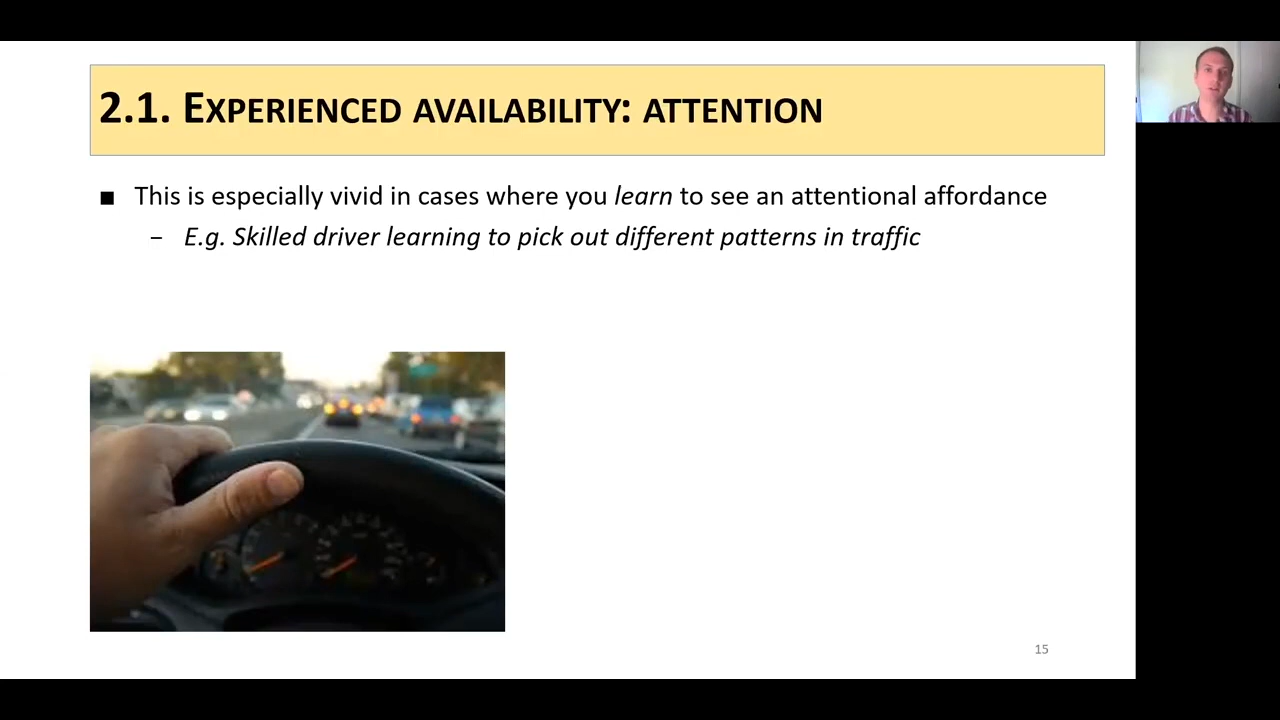 2.1. EXPERIENCED AVAILABILITY: ATTENTION
■ This is especially vivid in cases where you learn to see an attentional affordance
– E.g. Skilled driver learning to pick out different patterns in traffic
15